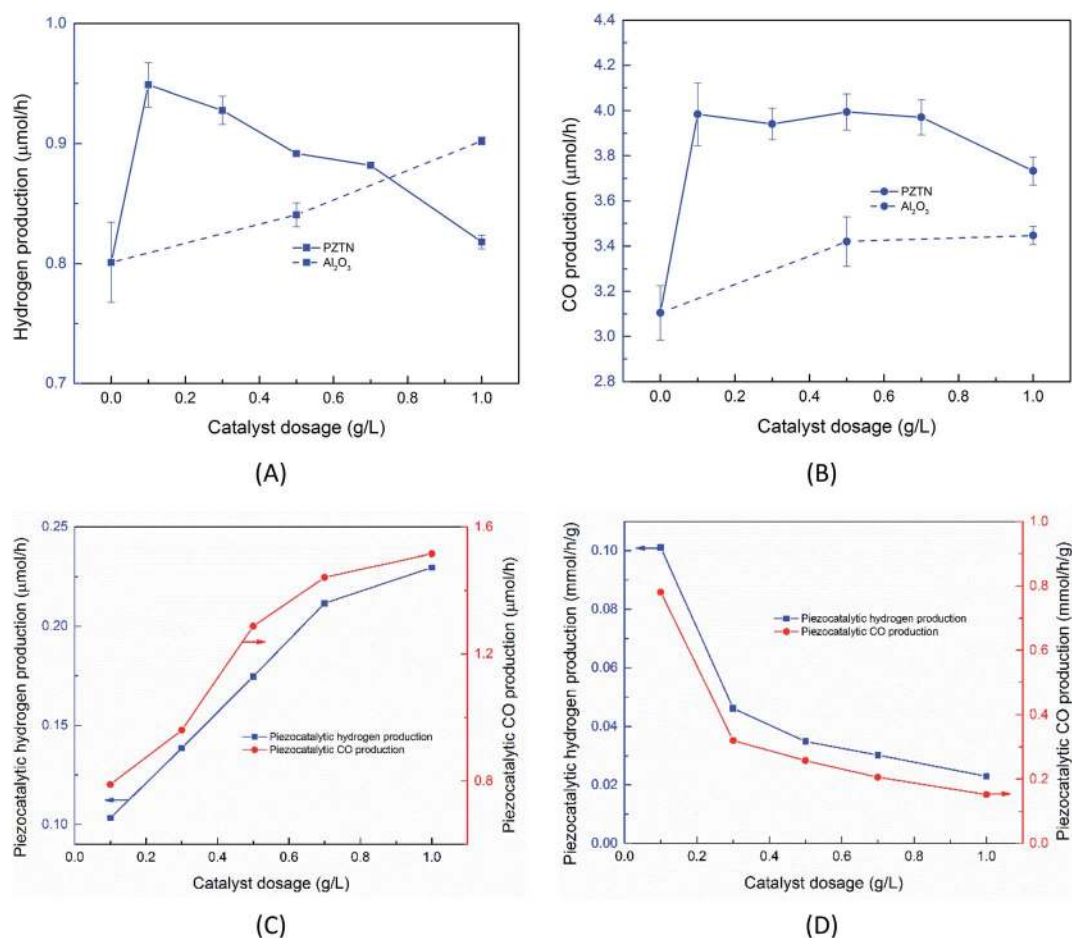 1.0
0.9
0.8
0.7
Hydrogen production (μmol/h)
PZTN
Al₂O₃
0.0 0.2 0.4 0.6 0.8 1.0
Catalyst dosage (g/L)
(A)
4.4
4.2
4.0
3.8
3.6
3.4
3.2
3.0
2.8
2.6
CO production (μmol/h)
PZTN
Al₂O₃
0.0 0.2 0.4 0.6 0.8 1.0
Catalyst dosage (g/L)
(B)
0.25
0.20
0.15
0.10
Piezocatalytic hydrogen production (μmol/h)
1.6
1.2
0.8
Piezocatalytic CO production (μmol/h)
Piezocatalytic hydrogen production
Piezocatalytic CO production
0.0 0.2 0.4 0.6 0.8 1.0
Catalyst dosage (g/L)
(C)
0.10
0.08
0.06
0.04
0.02
0.00
Piezocatalytic hydrogen production (mmol/h/g)
1.0
0.8
0.6
0.4
0.2
0.0
Piezocatalytic CO production (mmol/h/g)
Piezocatalytic hydrogen production
Piezocatalytic CO production
0.0 0.2 0.4 0.6 0.8 1.0
Catalyst dosage (g/L)
(D)